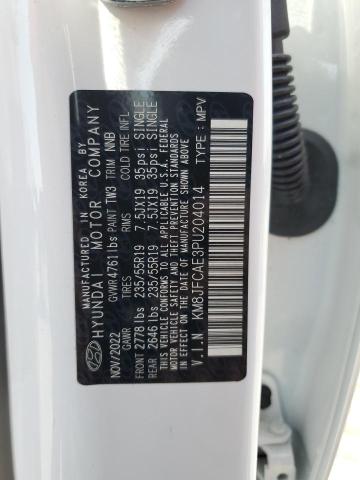 MANUFACTURED IN KOREA BY
HYUNDAI MOTOR COMPANY
NOV/2022 GVWR 4761lbs PAINT TW3 TRIM NNB
GAWR TIRES RIMS COLD TIRE INFL
FRONT 2778 lbs 235/55R19 7.5JX19 35psi SINGLE
REAR 2646 lbs 235/55R19 7.5JX19 35psi SINGLE
THIS VEHICLE CONFORMS TO ALL APPLICABLE U.S.A. FEDERAL
MOTOR VEHICLE SAFETY, BUMPER, AND THEFT PREVENTION
STANDARDS IN EFFECT ON THE DATE OF MANUFACTURE SHOWN ABOVE.
V.I.N: KM8JFCAE3PU204014 TYPE: MPV